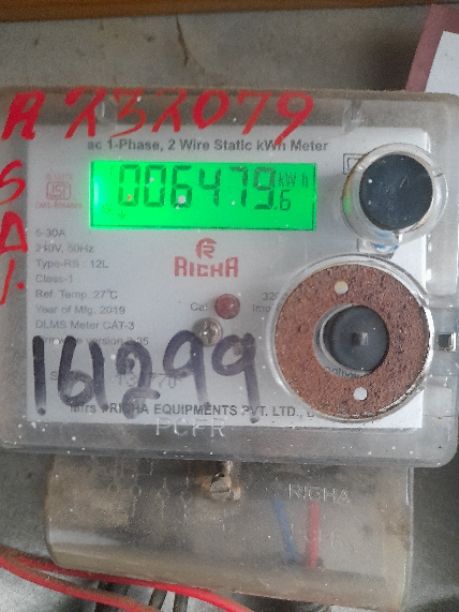 A232079
ac 1-Phase, 2 Wire Static kWh Meter
006479.6 kWh
5-30A
240V, 50Hz
Type-RS : 12L
Class-1
Ref. Temp. 27°C
Year of Mfg. 2019
DLMS Meter CAT-3
RICHA
Cal
161299
RICHA EQUIPMENTS PVT. LTD.,
RICHA